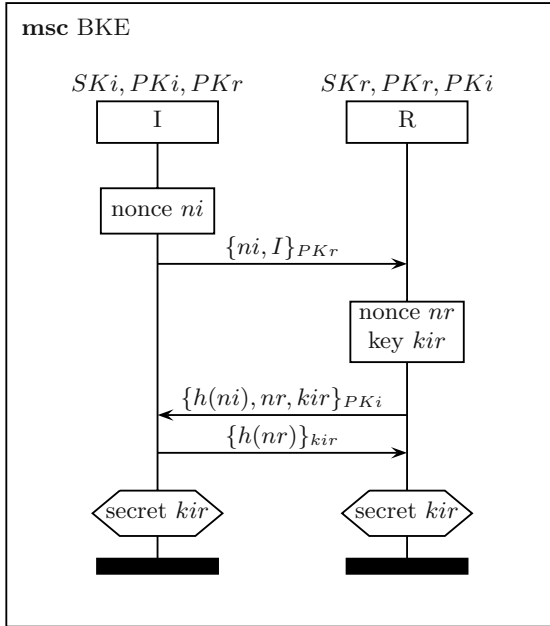 msc BKE
SKi, PKi, PKr
SKr, PKr, PKi
I
R
nonce ni
{ni, I}PKr
nonce nr
key kir
{h(ni), nr, kir}PKi
{h(nr)}kir
secret kir
secret kir